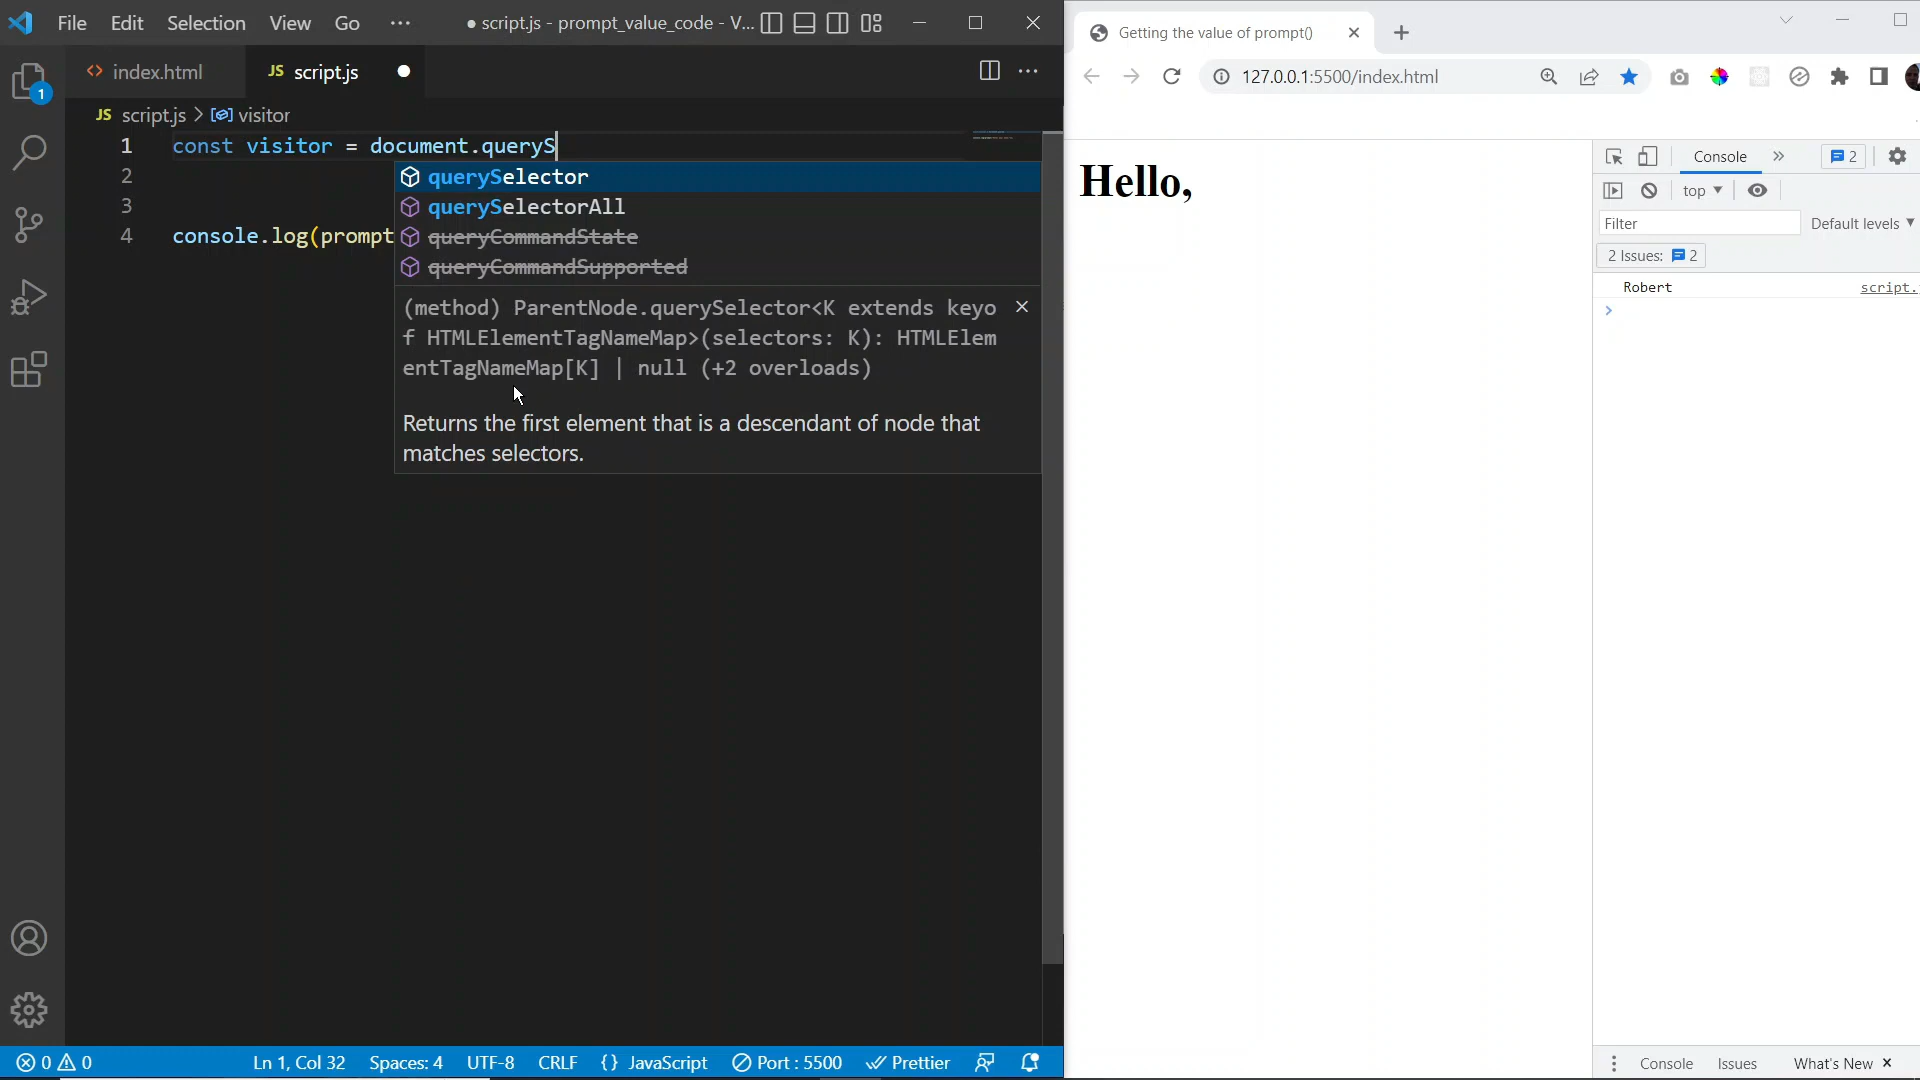 File Edit Selection View Go ··· ● script.js - prompt_value_code - V...
index.html
JS script.js
JS script.js > visitor
1 const visitor = document.queryS
2
3
4 console.log(prompt
querySelector
querySelectorAll
queryCommandState
queryCommandSupported
(method) ParentNode.querySelector<K extends keyo
f HTMLElementTagNameMap>(selectors: K): HTMLElem
entTagNameMap[K] | null (+2 overloads)
Returns the first element that is a descendant of node that
matches selectors.
1
0 0 Ln 1, Col 32 Spaces: 4 UTF-8 CRLF {} JavaScript Port : 5500 Prettier
Getting the value of prompt()
127.0.0.1:5500/index.html
Hello,
Console » 2
top
Filter Default levels
2 Issues: 2
Robert script.
Console Issues What's New